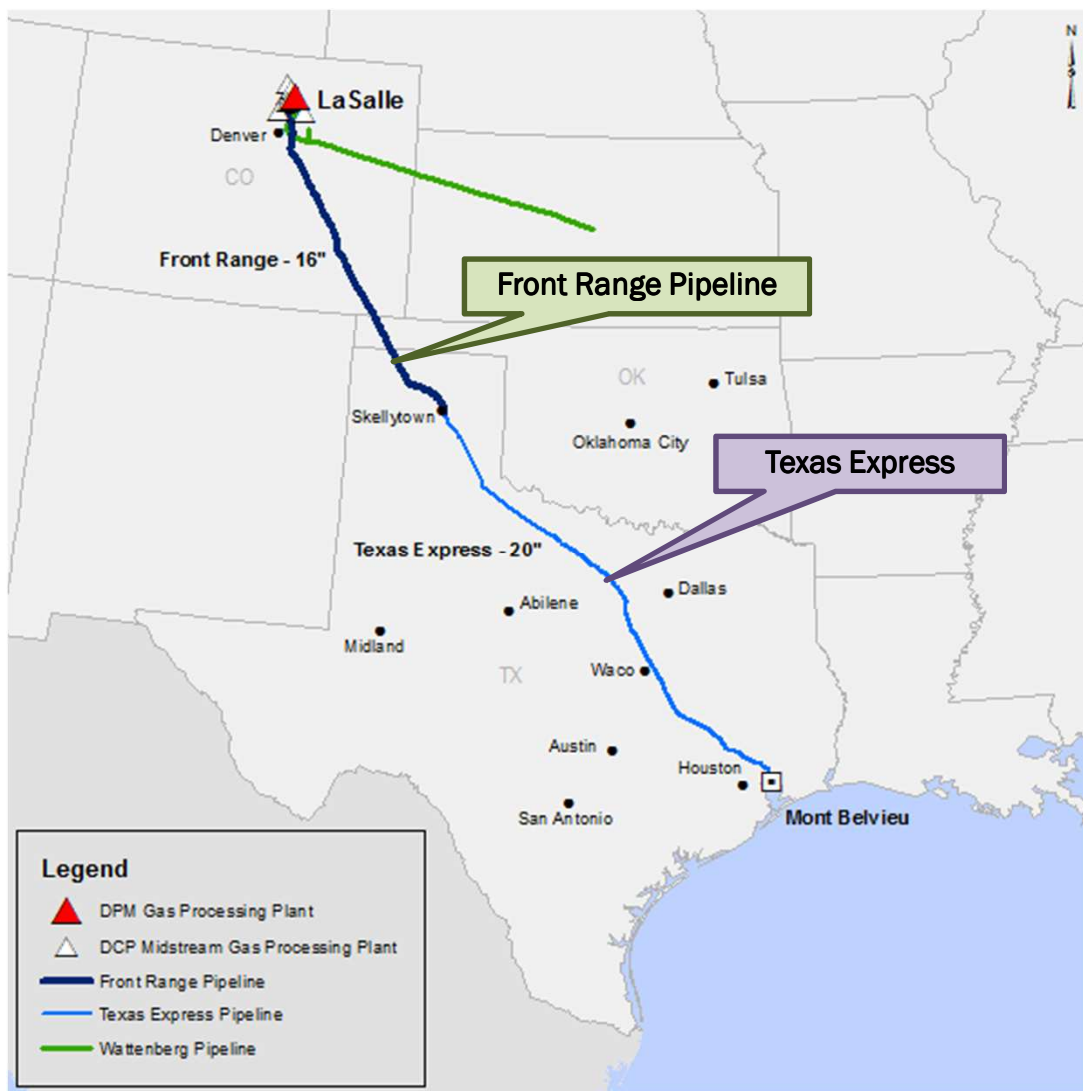 N
LaSalle
Denver
CO
Front Range - 16"
Front Range Pipeline
OK
Tulsa
Skellytown
Oklahoma City
Texas Express
Texas Express - 20"
Dallas
Abilene
Midland
Waco
TX
Austin
Houston
San Antonio
Mont Belvieu
Legend
DPM Gas Processing Plant
DCP Midstream Gas Processing Plant
Front Range Pipeline
Texas Express Pipeline
Wattenberg Pipeline